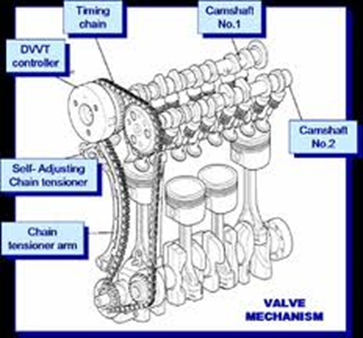 Timing
chain
Camshaft
No.1
DVVT
controller
Camshaft
No.2
Self- Adjusting
Chain tensioner
Chain
tensioner arm
VALVE
MECHANISM